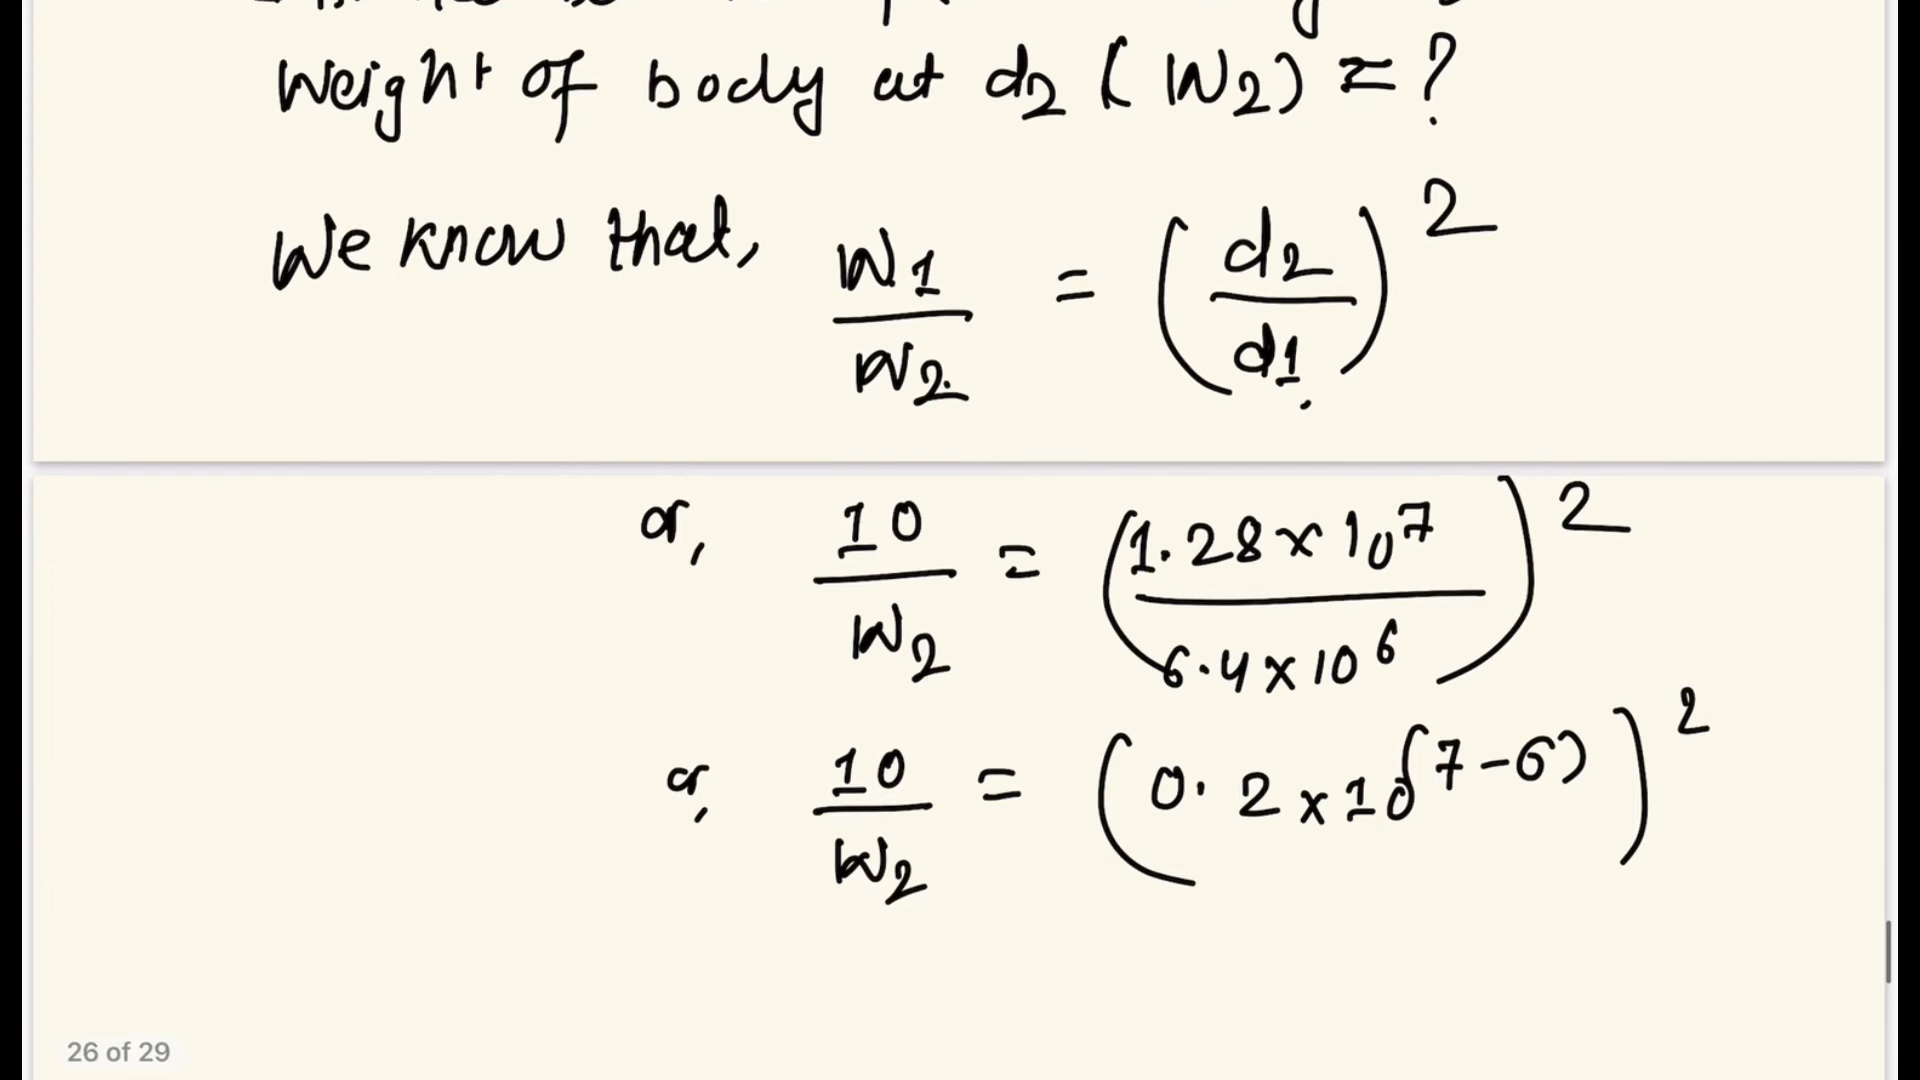 Weight of body at d2 (W2) = ?
We know that, W1/W2 = (d2/d1)^2
or, 10/W2 = (1.28 × 10^7 / 6.4 × 10^6)^2
or, 10/W2 = (0.2 × 10^(7-6))^2
26 of 29